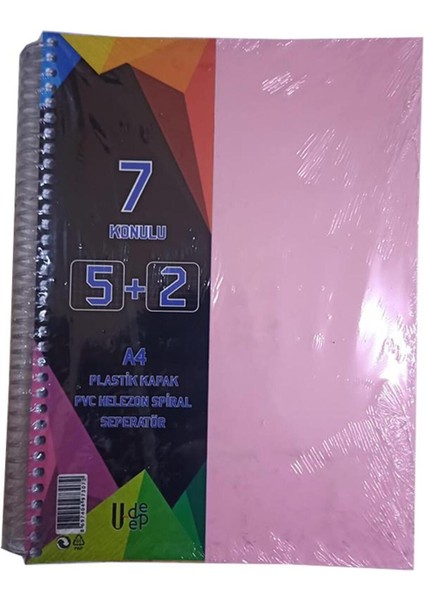 7
KONULU
5+2
A4
PLASTİK KAPAK
PVC HELEZON SPİRAL
SEPERATÖR
U deep